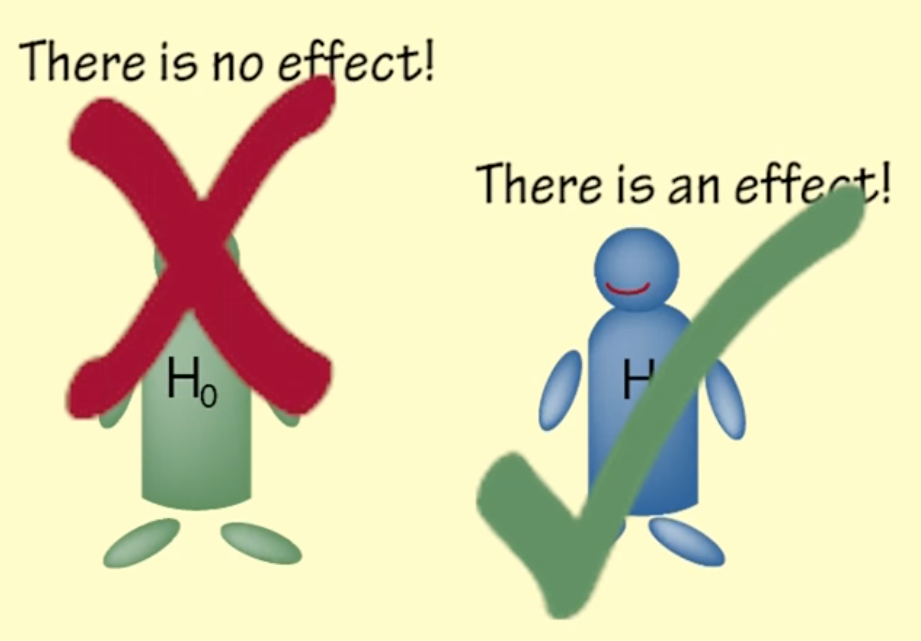 There is no effect!
There is an effect!
H₀
H